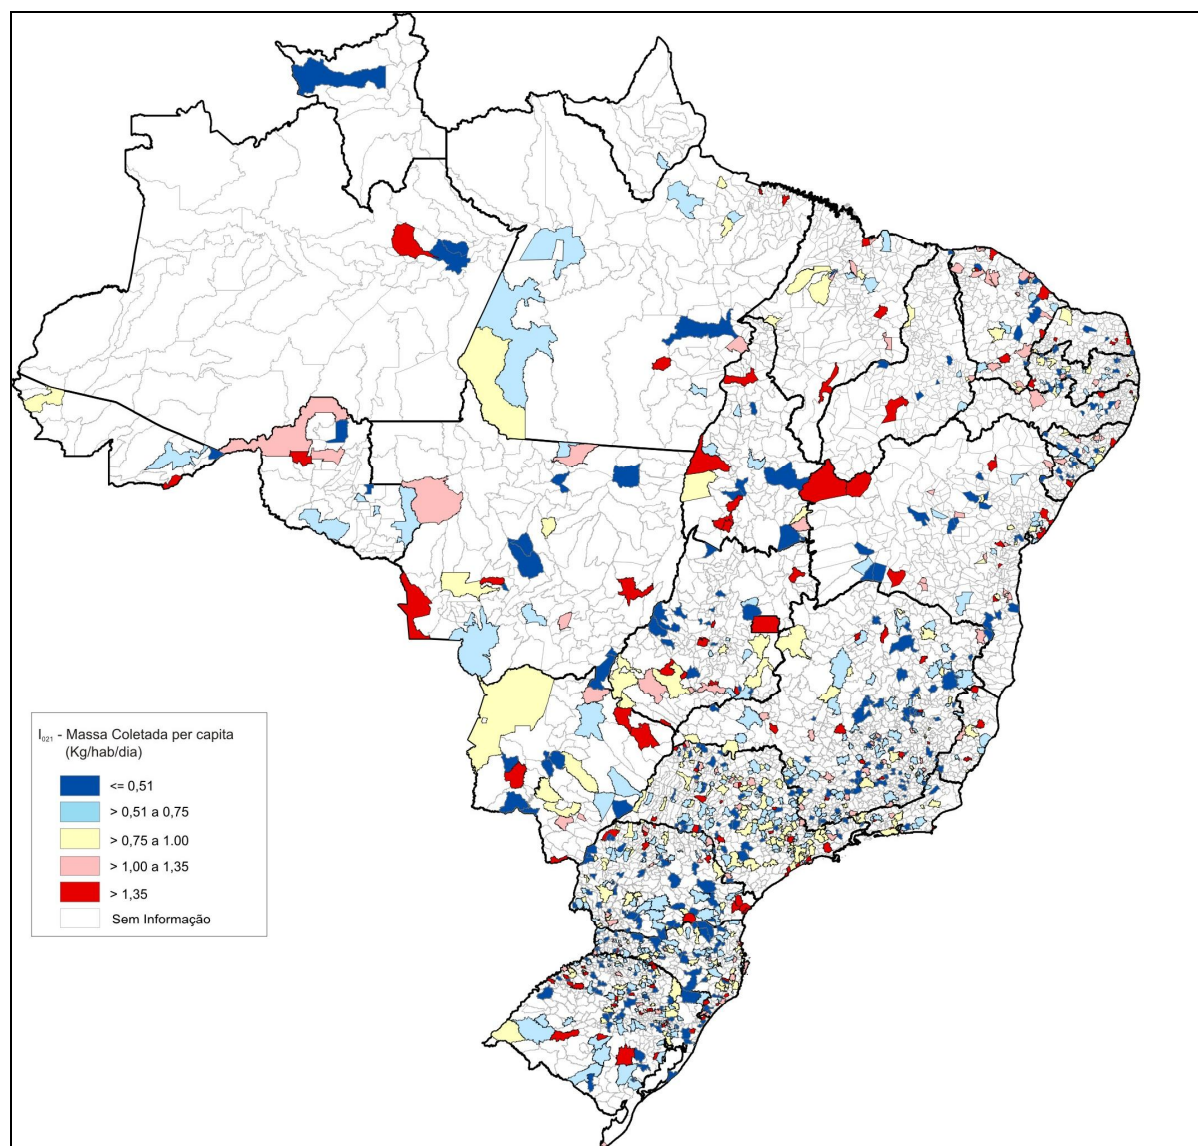 I₀₂₁ - Massa Coletada per capita
(Kg/hab/dia)
<= 0,51
> 0,51 a 0,75
> 0,75 a 1.00
> 1,00 a 1,35
> 1,35
Sem Informação